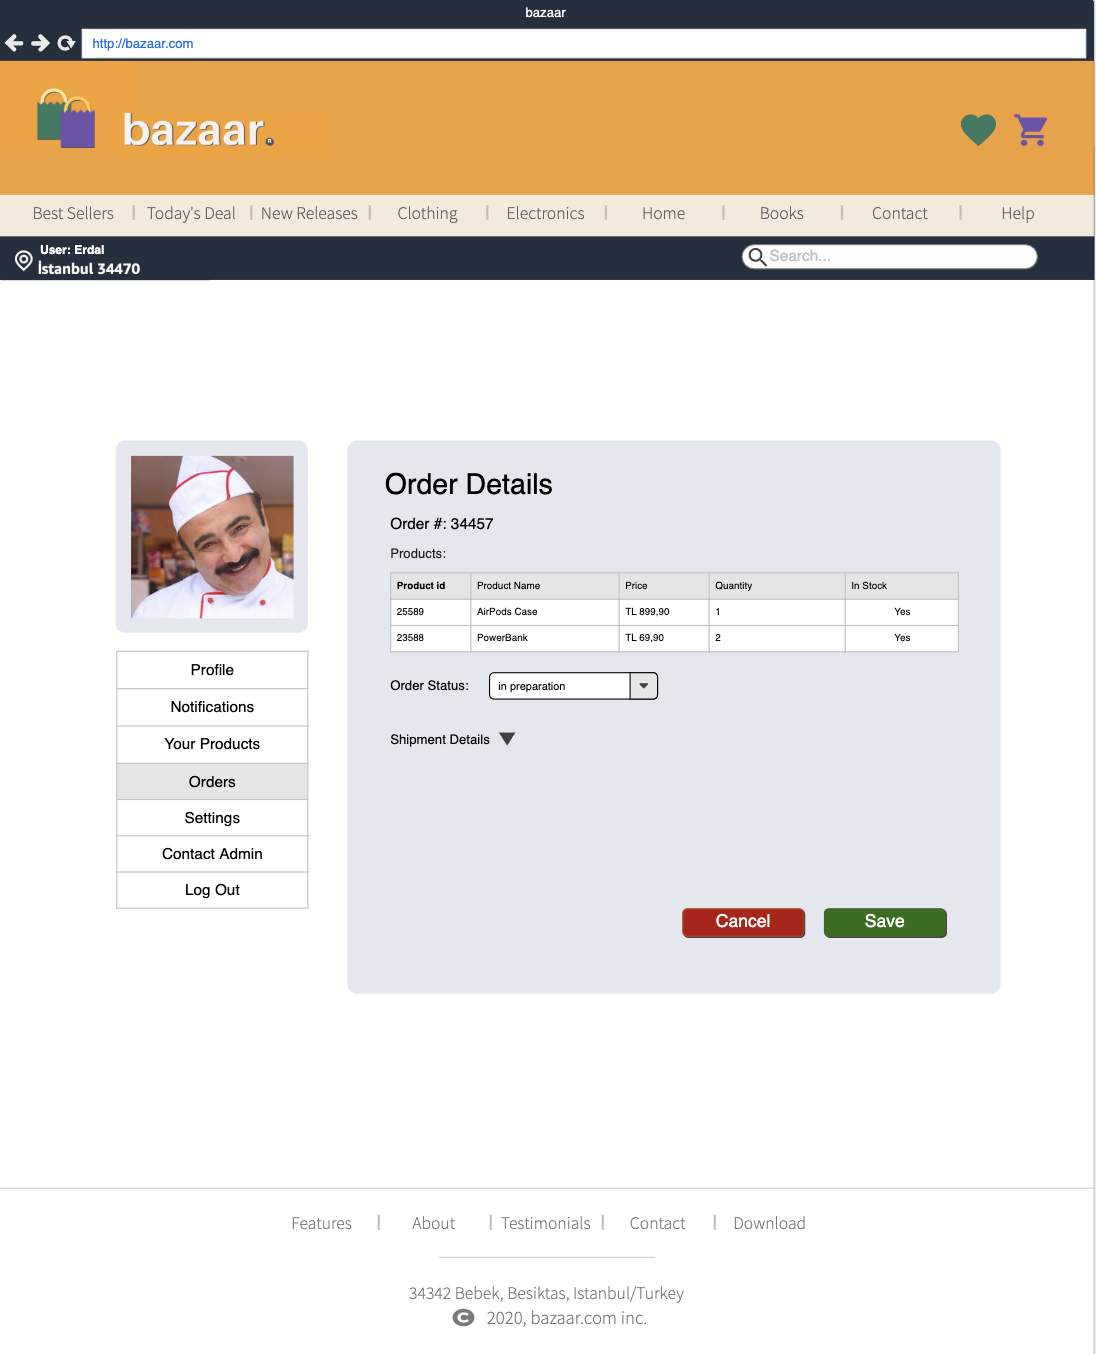 bazaar
http://bazaar.com
bazaar.
Best Sellers | Today's Deal | New Releases | Clothing | Electronics | Home | Books | Contact | Help
User: Erdal
İstanbul 34470
Search...
Order Details
Order #: 34457
Products:
Product id Product Name Price Quantity In Stock
25589 AirPods Case TL 899,90 1 Yes
23588 PowerBank TL 69,90 2 Yes
Order Status: in preparation
Shipment Details
Cancel Save
Profile
Notifications
Your Products
Orders
Settings
Contact Admin
Log Out
Features | About | Testimonials | Contact | Download
34342 Bebek, Besiktas, Istanbul/Turkey
© 2020, bazaar.com inc.